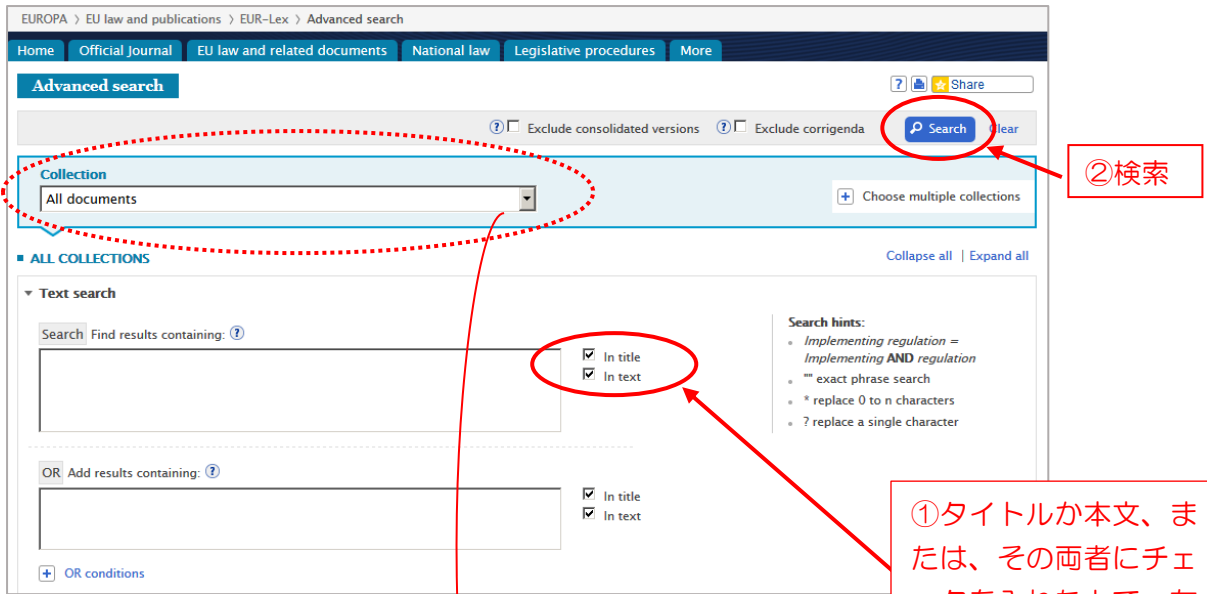 EUROPA > EU law and publications > EUR-Lex > Advanced search
Home Official Journal EU law and related documents National law Legislative procedures More
Advanced search
? Share
? Exclude consolidated versions ? Exclude corrigenda Search Clear
②検索
Collection
All documents
+ Choose multiple collections
ALL COLLECTIONS
Collapse all | Expand all
Text search
Search Find results containing: ?
In title
In text
Search hints:
Implementing regulation =
Implementing AND regulation
"" exact phrase search
* replace 0 to n characters
? replace a single character
OR Add results containing: ?
In title
In text
+ OR conditions
①タイトルか本文、ま
たは、その両者にチェ